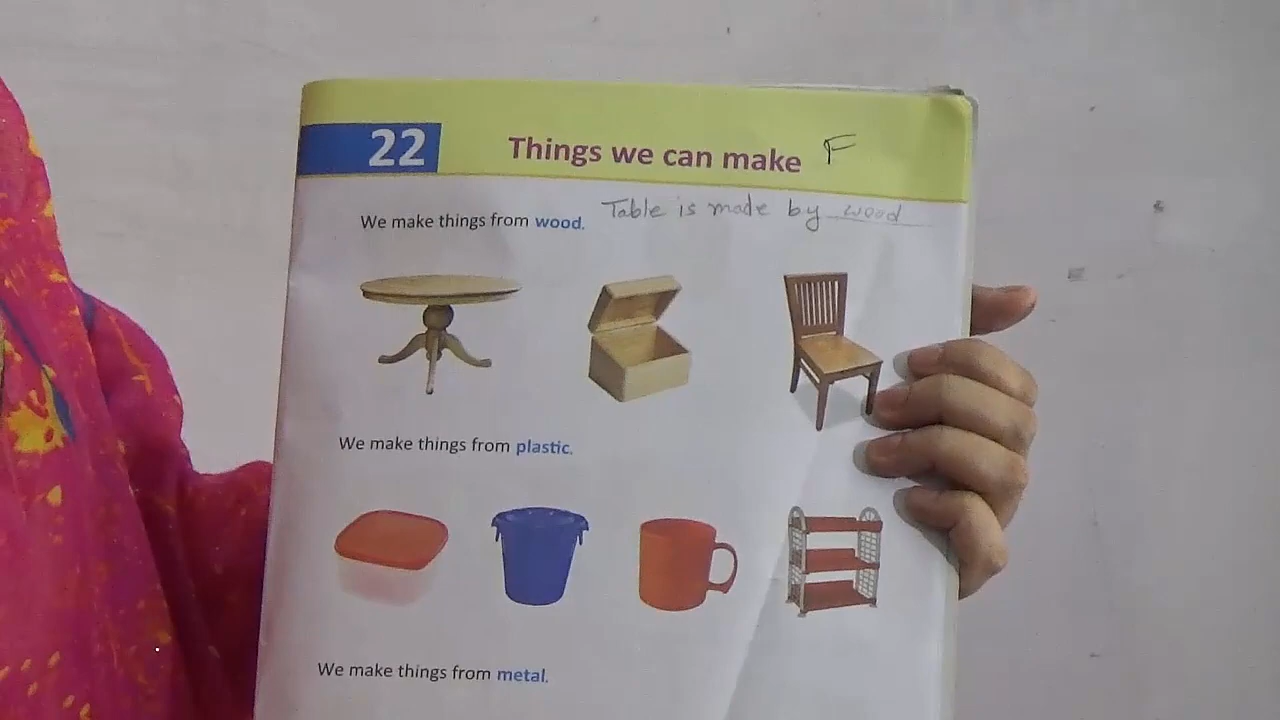 22
Things we can make F
We make things from wood. Table is made by wood
We make things from plastic.
We make things from metal.